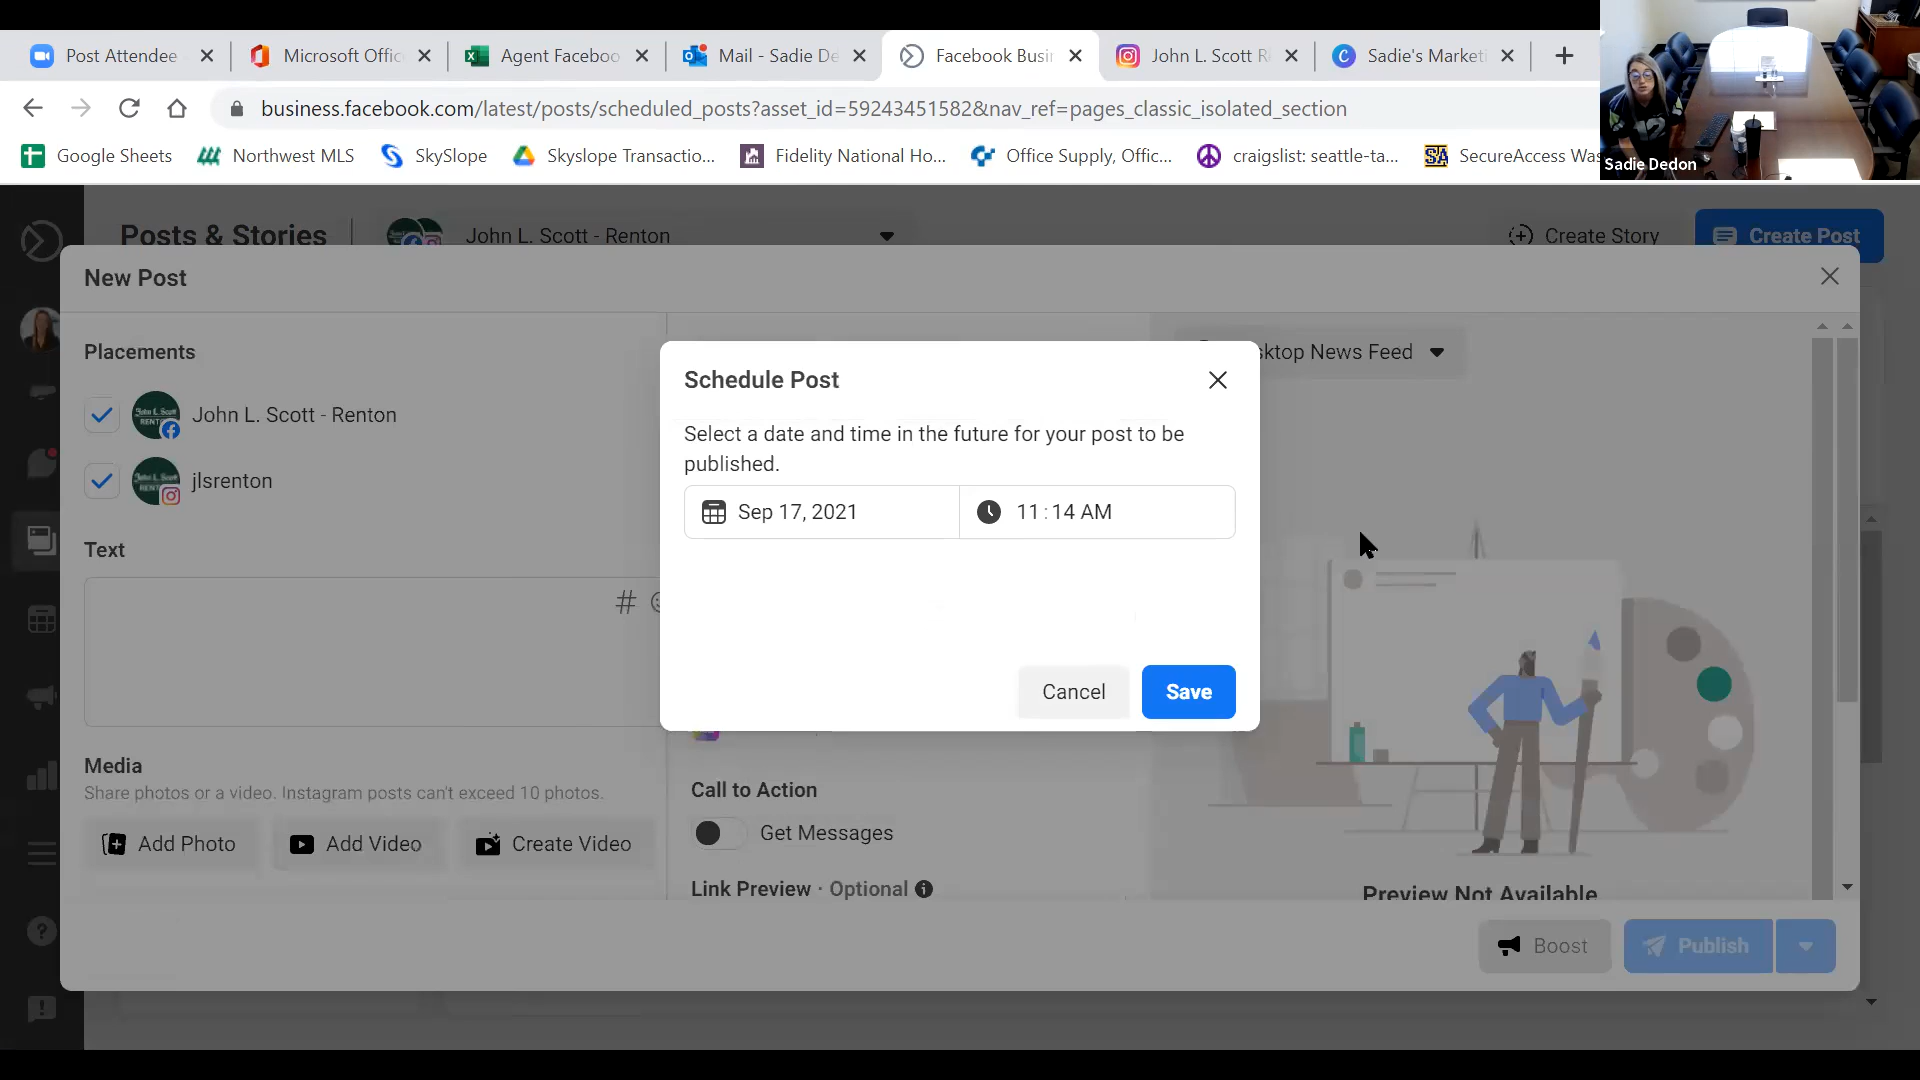 Post Attendee
Microsoft Offic
Agent Faceboo
Mail - Sadie De
Facebook Busi
John L. Scott R
Sadie's Marketi
business.facebook.com/latest/posts/scheduled_posts?asset_id=59243451582&nav_ref=pages_classic_isolated_section
Google Sheets
Northwest MLS
SkySlope
Skyslope Transactio...
Fidelity National Ho...
Office Supply, Offic...
craigslist: seattle-ta...
SecureAccess Was
Sadie Dedon
Posts & Stories
John L. Scott - Renton
Create Story
Create Post
New Post
Placements
John L. Scott - Renton
jlsrenton
Text
#
Media
Share photos or a video. Instagram posts can't exceed 10 photos.
Add Photo
Add Video
Create Video
Schedule Post
Select a date and time in the future for your post to be
published.
Sep 17, 2021
11:14 AM
Cancel
Save
sktop News Feed
Call to Action
Get Messages
Link Preview · Optional
Preview Not Available
Boost
Publish